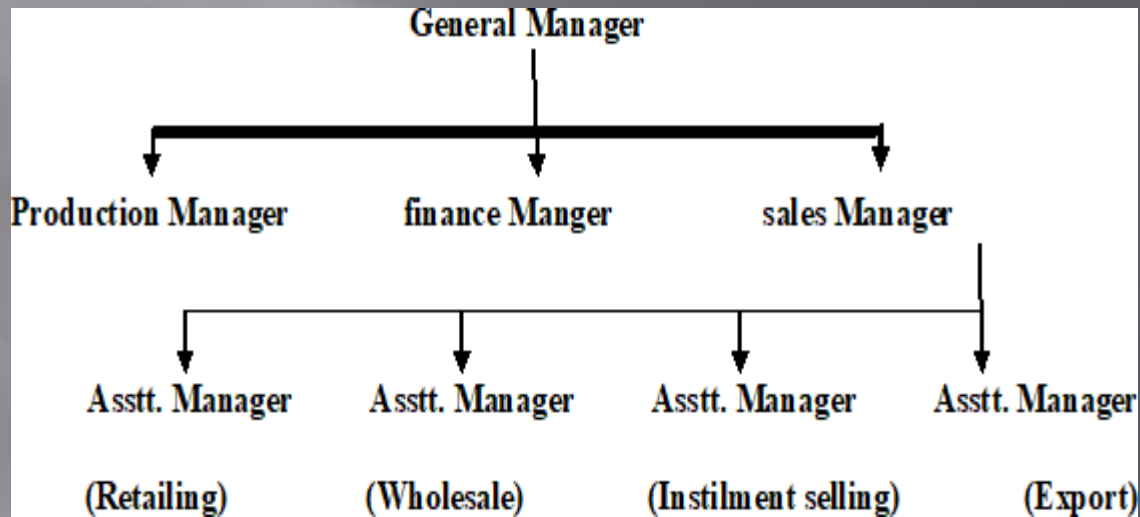 General Manager
Production Manager finance Manger sales Manager
Asstt. Manager Asstt. Manager Asstt. Manager Asstt. Manager
(Retailing) (Wholesale) (Instilment selling) (Export)